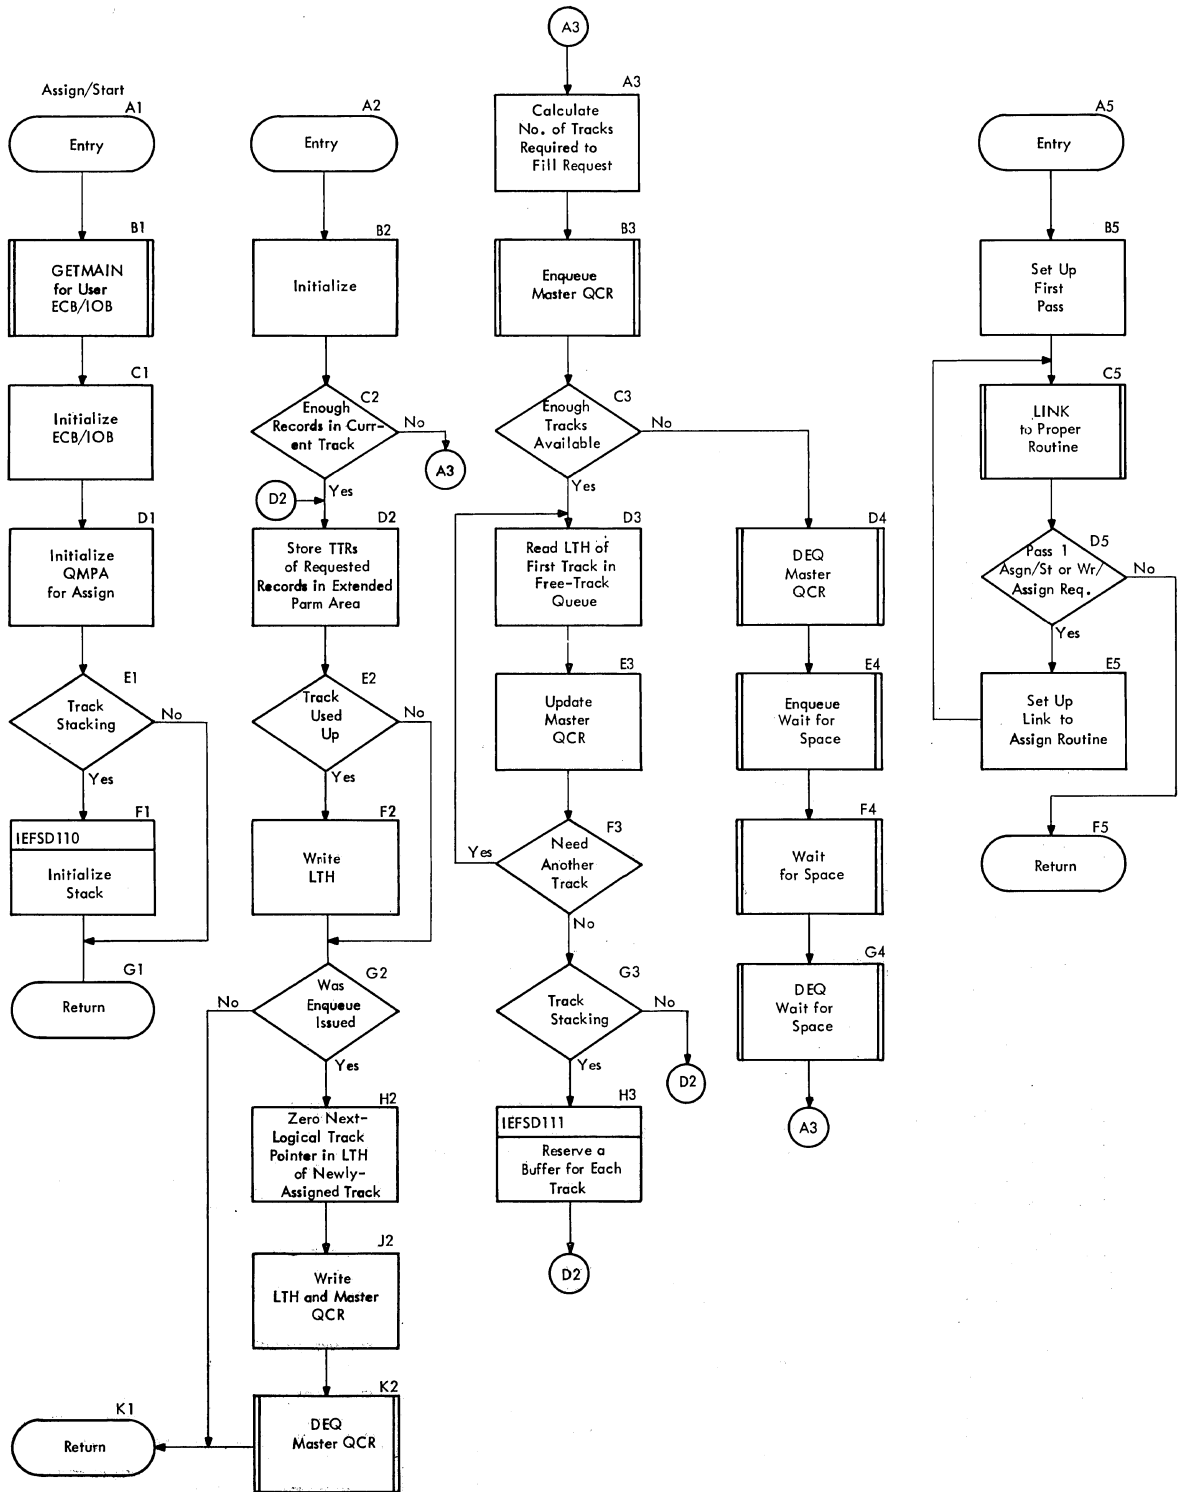 Assign/Start
A1
Entry
B1
GETMAIN
for User
ECB/IOB
C1
Initialize
ECB/IOB
D1
Initialize
QMPA
for Assign
E1
Track
Stacking
No
Yes
F1
IEFSD110
Initialize
Stack
G1
Return
K1
Return
A2
Entry
B2
Initialize
C2
Enough
Records in Cur-
rent Track
No
A3
Yes
D2
D2
Store TTRs
of Requested
Records in Extended
Parm Area
E2
Track
Used
Up
No
Yes
F2
Write
LTH
G2
Was
Enqueue
Issued
No
Yes
H2
Zero Next-
Logical Track
Pointer in LTH
of Newly-
Assigned Track
J2
Write
LTH and Master
QCR
K2
DEQ
Master QCR
A3
A3
Calculate
No. of Tracks
Required to
Fill Request
B3
Enqueue
Master QCR
C3
Enough
Tracks
Available
No
Yes
D3
Read LTH of
First Track in
Free-Track
Queue
E3
Update
Master
QCR
F3
Need
Another
Track
Yes
No
G3
Track
Stacking
No
D2
Yes
H3
IEFSD111
Reserve a
Buffer for Each
Track
D2
D4
DEQ
Master
QCR
E4
Enqueue
Wait for
Space
F4
Wait
for Space
G4
DEQ
Wait for
Space
A3
A5
Entry
B5
Set Up
First
Pass
C5
LINK
to Proper
Routine
D5
Pass 1
Asgn/St or Wr/
Assign Req.
No
Yes
E5
Set Up
Link to
Assign Routine
F5
Return